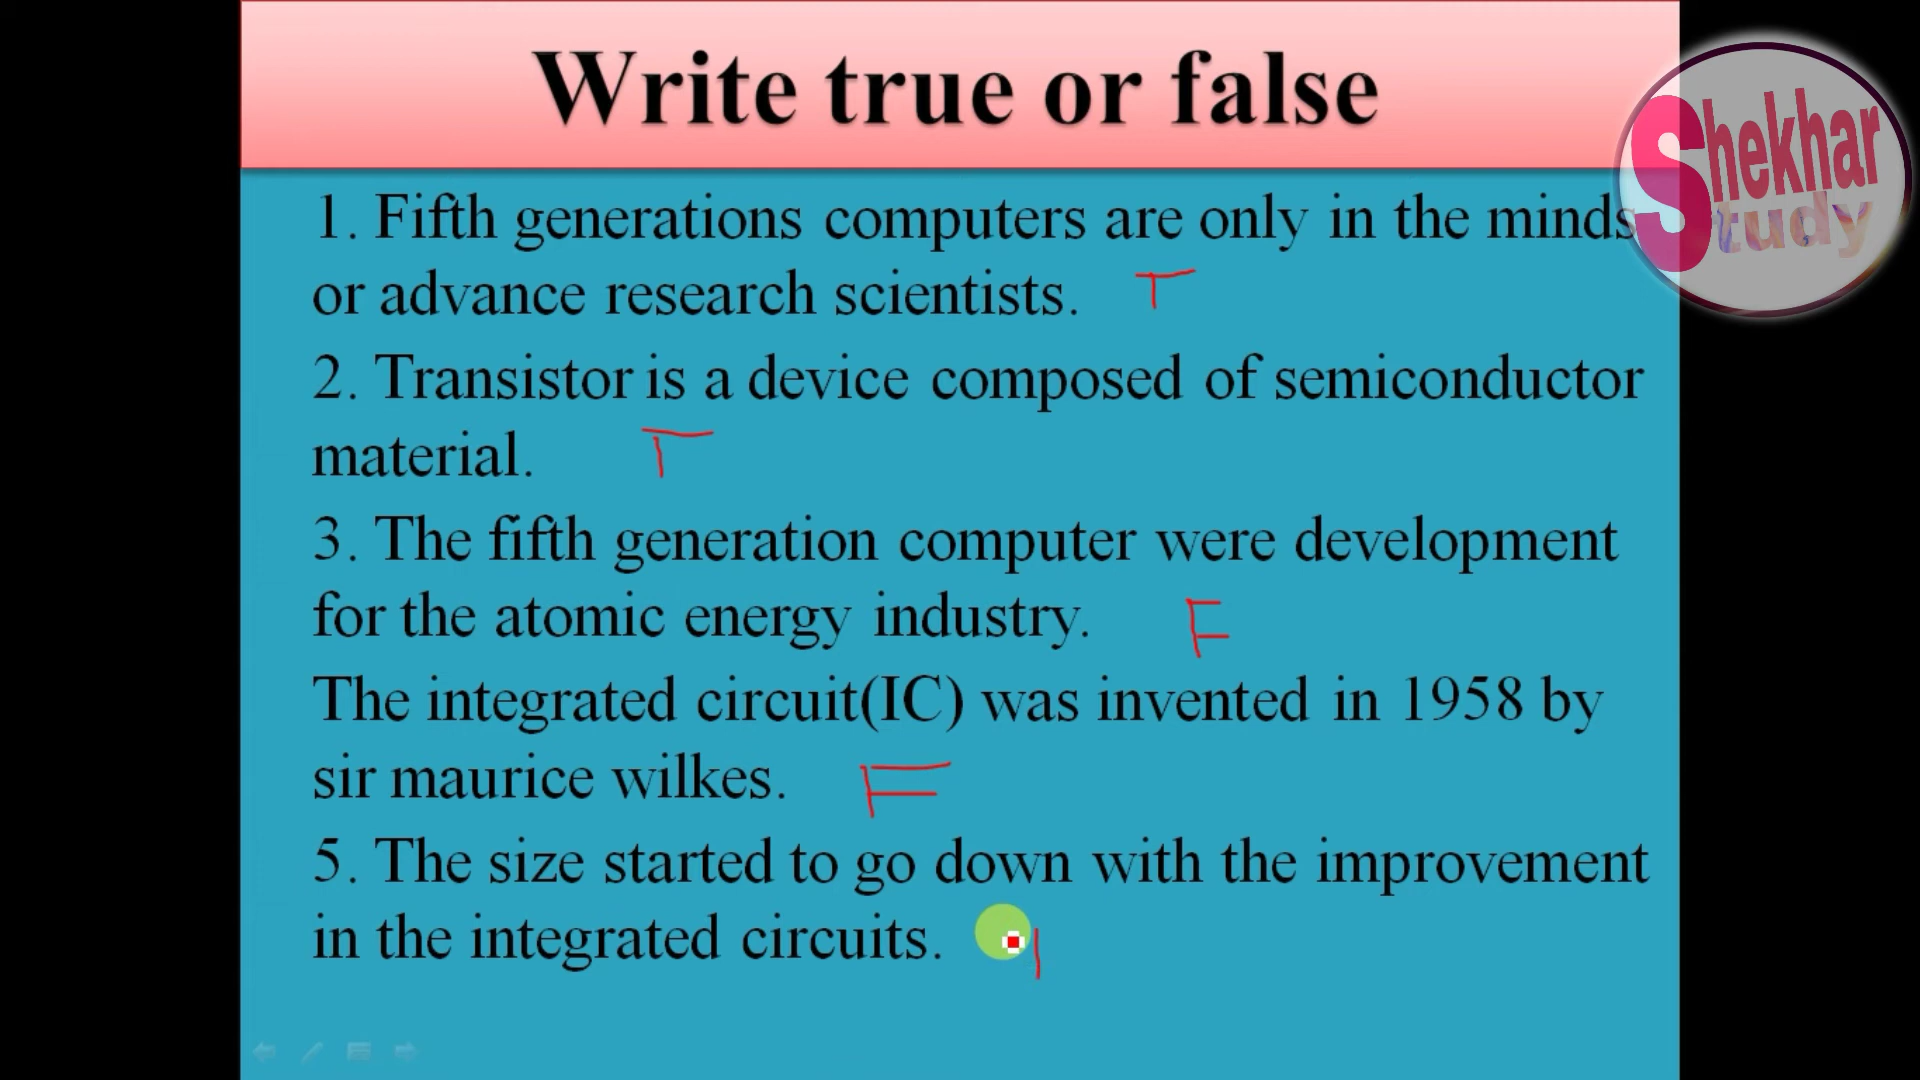 Write true or false
Shekhar
Study
1. Fifth generations computers are only in the minds
or advance research scientists. T
2. Transistor is a device composed of semiconductor
material. T
3. The fifth generation computer were development
for the atomic energy industry. F
The integrated circuit(IC) was invented in 1958 by
sir maurice wilkes. F
5. The size started to go down with the improvement
in the integrated circuits.